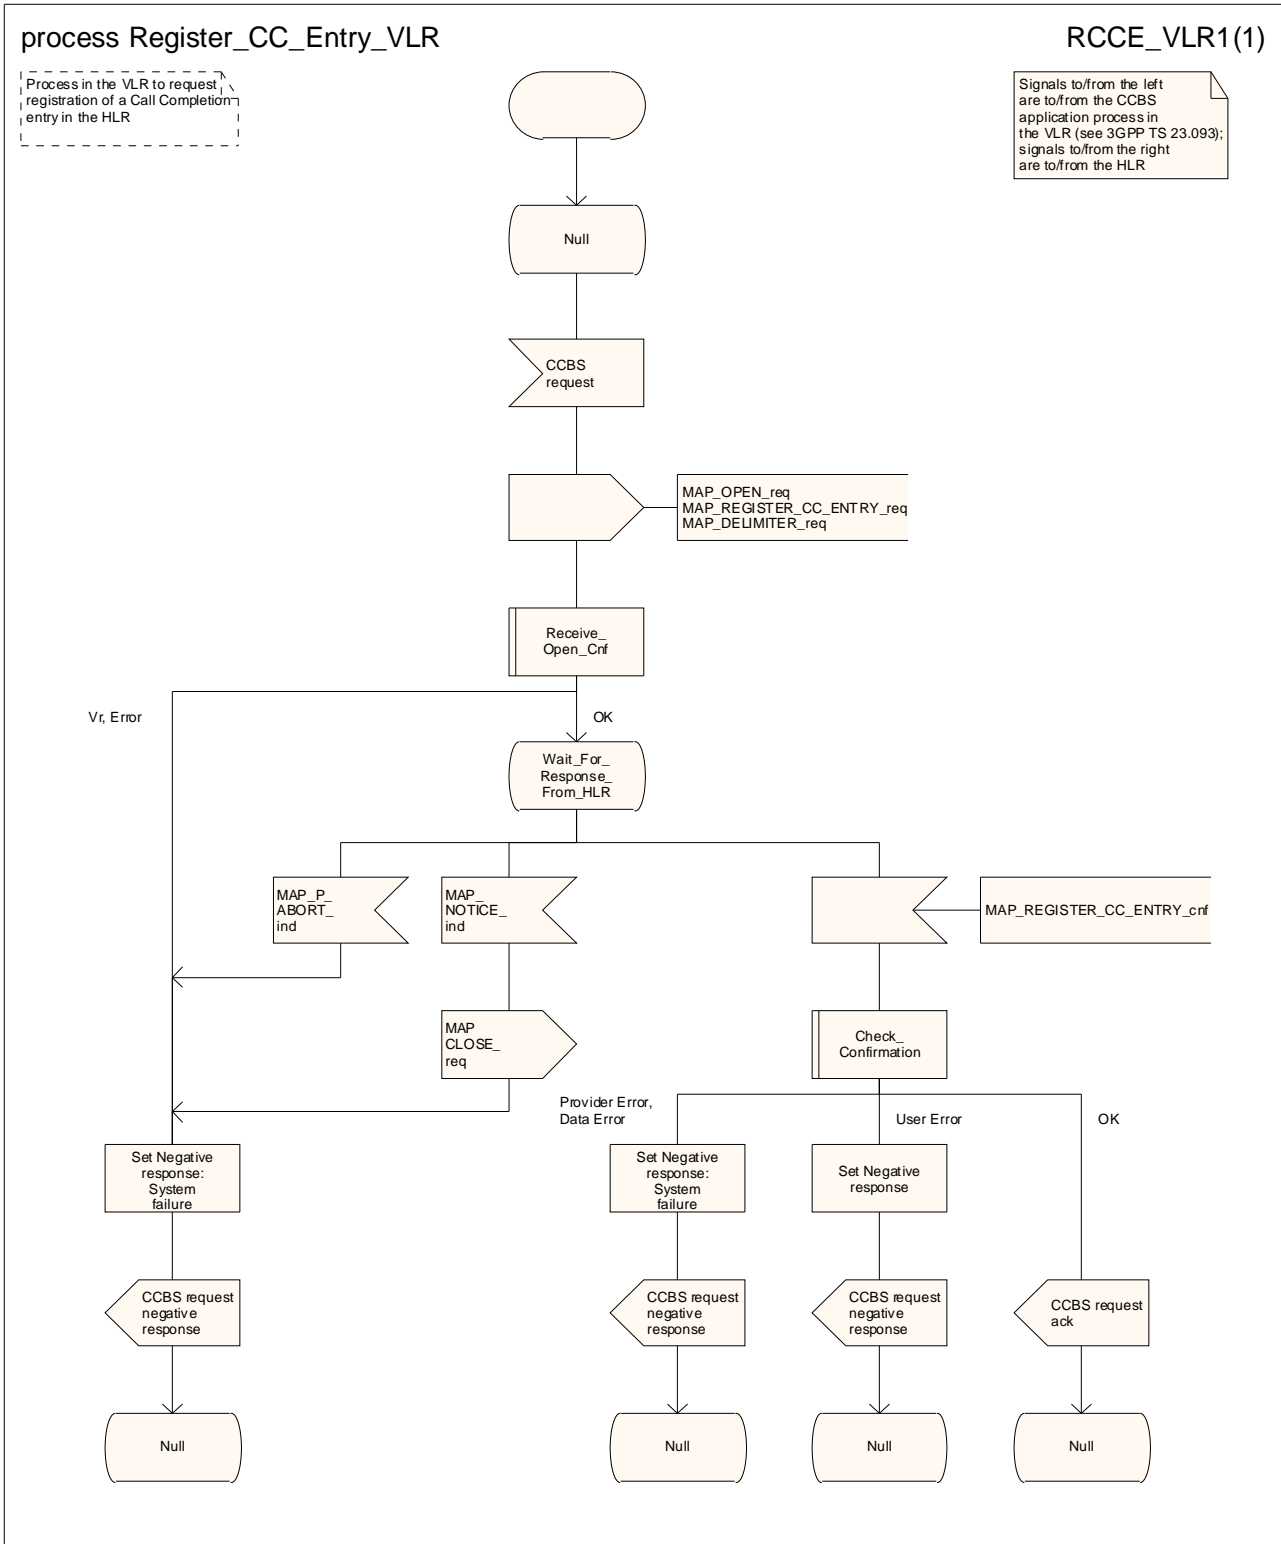 process Register_CC_Entry_VLR
RCCE_VLR1(1)
Process in the VLR to request
registration of a Call Completion
entry in the HLR
Signals to/from the left
are to/from the CCBS
application process in
the VLR (see 3GPP TS 23.093);
signals to/from the right
are to/from the HLR
Null
CCBS
request
MAP_OPEN_req
MAP_REGISTER_CC_ENTRY_req
MAP_DELIMITER_req
Receive_
Open_Cnf
Vr, Error
OK
Wait_For_
Response_
From_HLR
MAP_P_
ABORT_
ind
MAP_
NOTICE_
ind
MAP_REGISTER_CC_ENTRY_cnf
MAP
CLOSE_
req
Check_
Confirmation
Provider Error,
Data Error
User Error
OK
Set Negative
response:
System
failure
Set Negative
response:
System
failure
Set Negative
response
CCBS request
negative
response
CCBS request
negative
response
CCBS request
negative
response
CCBS request
ack
Null
Null
Null
Null